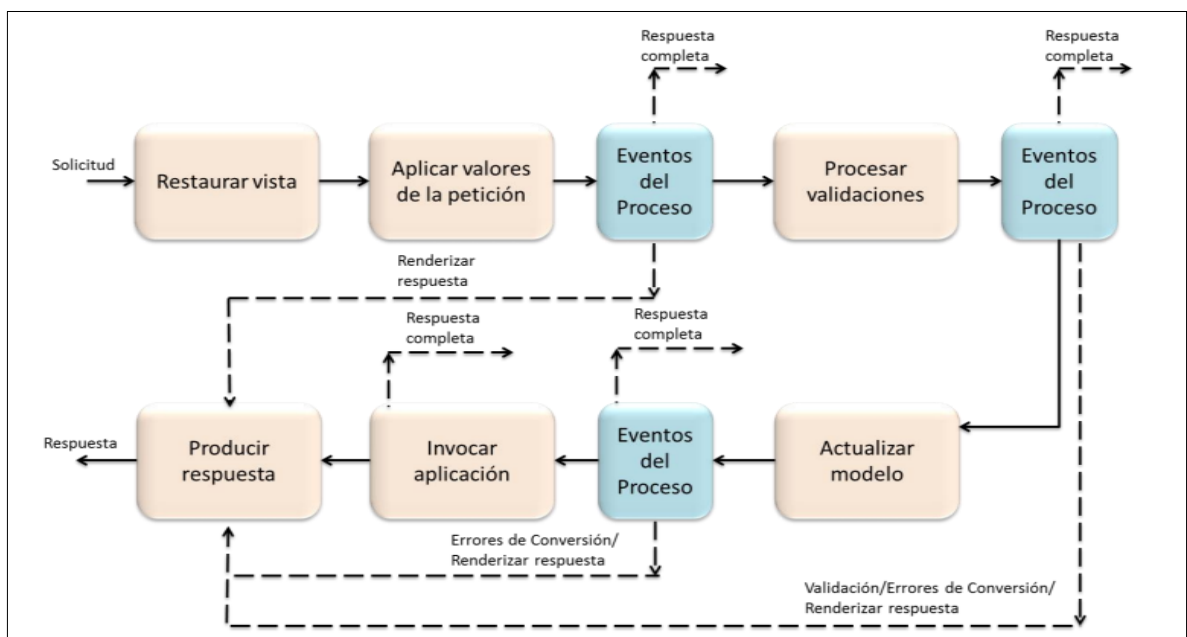 Respuesta
completa
Respuesta
completa
Solicitud
Restaurar vista
Aplicar valores
de la petición
Eventos
del
Proceso
Procesar
validaciones
Eventos
del
Proceso
Renderizar
respuesta
Respuesta
completa
Respuesta
completa
Respuesta
Producir
respuesta
Invocar
aplicación
Eventos
del
Proceso
Actualizar
modelo
Errores de Conversión/
Renderizar respuesta
Validación/Errores de Conversión/
Renderizar respuesta